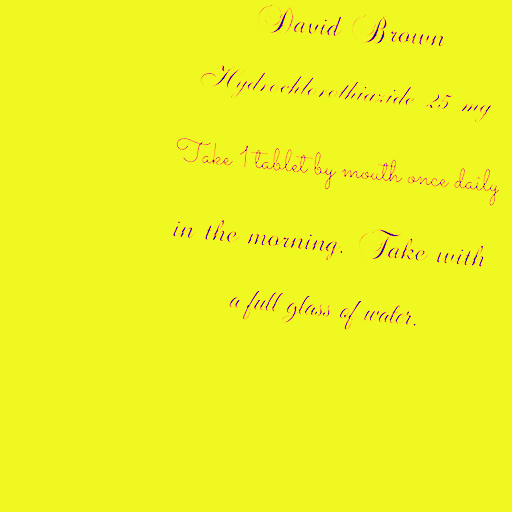 David Brown
Hydrochlorothiazide 25 mg
Take 1 tablet by mouth once daily
in the morning. Take with
a full glass of water.